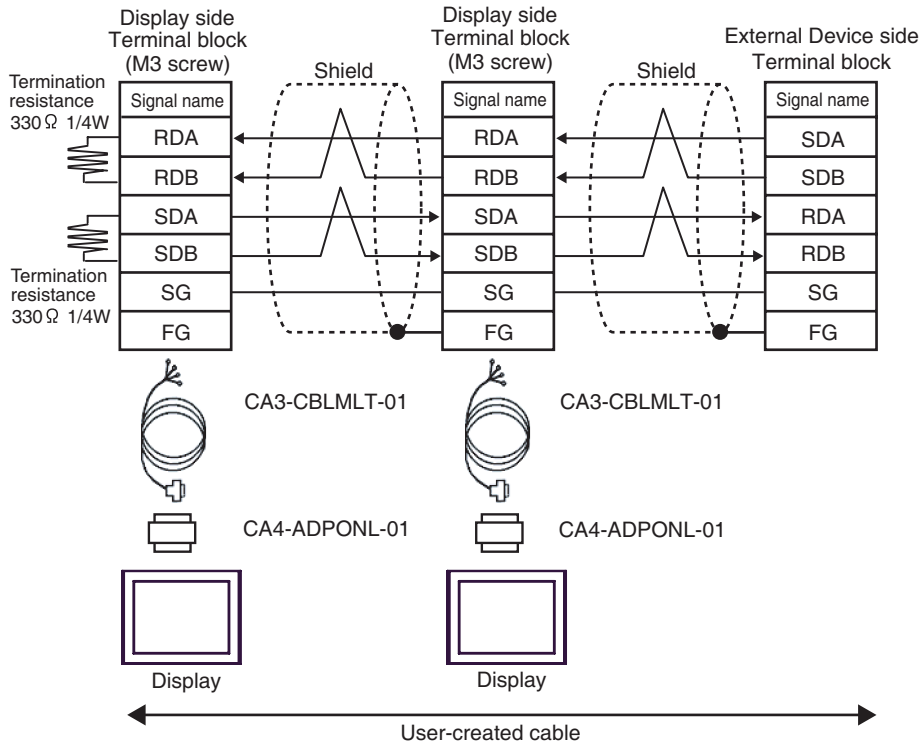 Display side
Terminal block
(M3 screw)
Display side
Terminal block
(M3 screw)
External Device side
Terminal block
Termination
resistance
330Ω 1/4W
Shield
Shield
Signal name
Signal name
Signal name
RDA
RDA
SDA
RDB
RDB
SDB
SDA
SDA
RDA
SDB
SDB
RDB
Termination
resistance
330Ω 1/4W
SG
SG
SG
FG
FG
FG
CA3-CBLMLT-01
CA3-CBLMLT-01
CA4-ADPONL-01
CA4-ADPONL-01
Display
Display
User-created cable